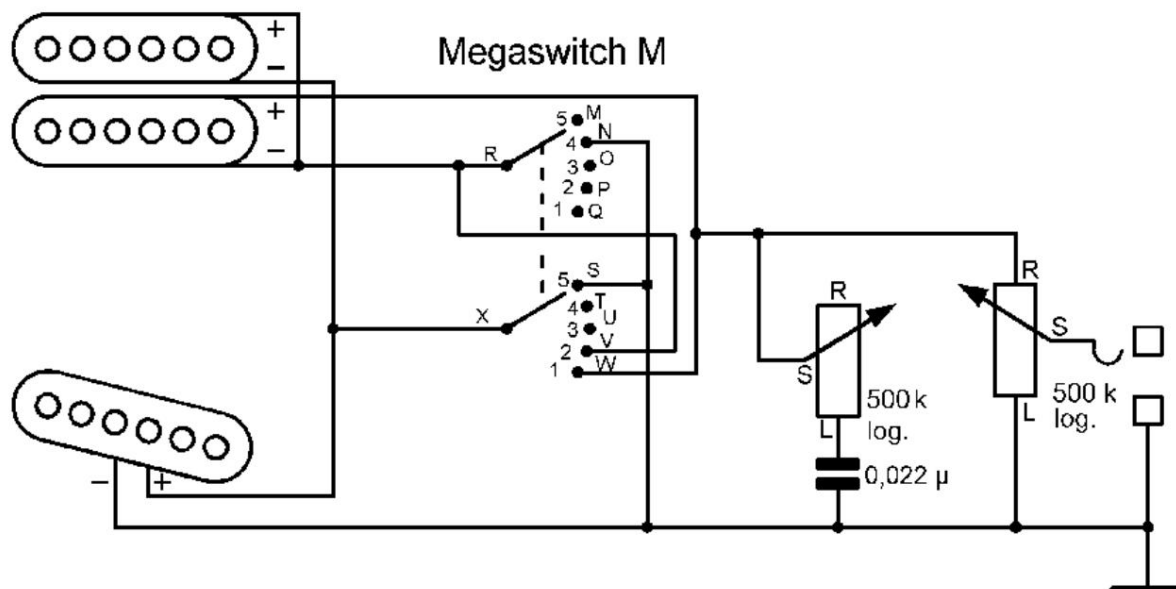 Megaswitch M
+
−
+
−
5 M
4 N
R
3 O
2 P
1 Q
5 S
4 T
X
3 U
2 V
1 W
R
S
L
500 k
log.
0,022 µ
R
S
L
500 k
log.
− +